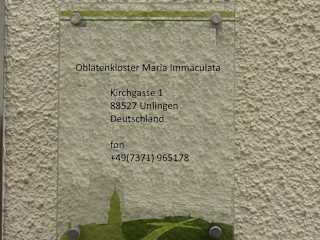 Oblatenkloster Maria Immaculata
Kirchgasse 1
88527 Unlingen
Deutschland
fon
+49(7371) 965178